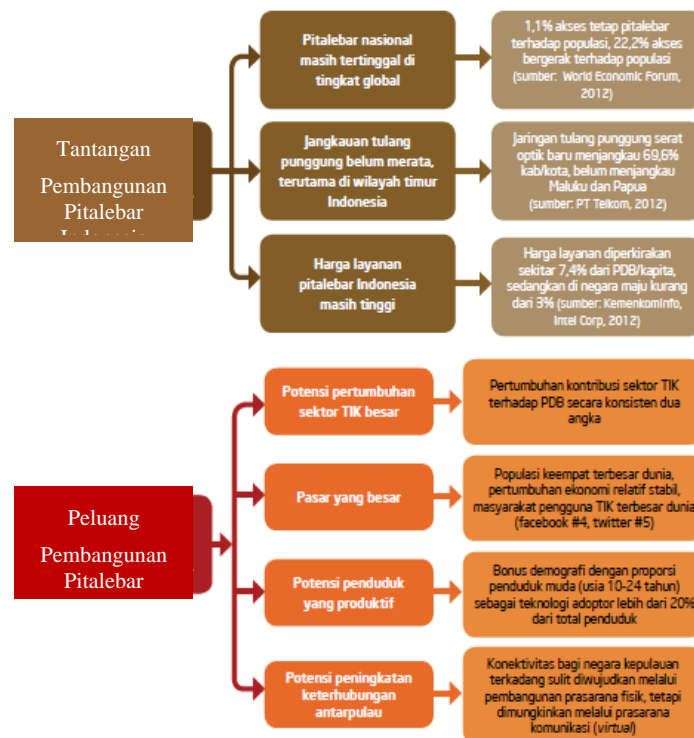 Tantangan
Pembangunan
Pitalebar
Indonesia
Pitalebar nasional
masih tertinggal di
tingkat global
1,1% akses tetap pitalebar
terhadap populasi, 22,2% akses
bergerak terhadap populasi
(sumber: World Economic Forum,
2012)
Jangkauan tulang
punggung belum merata,
terutama di wilayah timur
Indonesia
Jaringan tulang punggung serat
optik baru menjangkau 69,6%
kab/kota, belum menjangkau
Maluku dan Papua
(sumber: PT Telkom, 2012)
Harga layanan
pitalebar Indonesia
masih tinggi
Harga layanan diperkirakan
sekitar 7,4% dari PDB/kapita,
sedangkan di negara maju kurang
dari 3% (sumber: KemenkomInfo,
Intel Corp, 2012)
Peluang
Pembangunan
Pitalebar
Potensi pertumbuhan
sektor TIK besar
Pertumbuhan kontribusi sektor TIK
terhadap PDB secara konsisten dua
angka
Pasar yang besar
Populasi keempat terbesar dunia,
pertumbuhan ekonomi relatif stabil,
masyarakat pengguna TIK terbesar dunia
(facebook #4, twitter #5)
Potensi penduduk
yang produktif
Bonus demografi dengan proporsi
penduduk muda (usia 10-24 tahun)
sebagai teknologi adoptor lebih dari 20%
dari total penduduk
Potensi peningkatan
keterhubungan
antarpulau
Konektivitas bagi negara kepulauan
terkadang sulit diwujudkan melalui
pembangunan prasarana fisik, tetapi
dimungkinkan melalui prasarana
komunikasi (virtual)